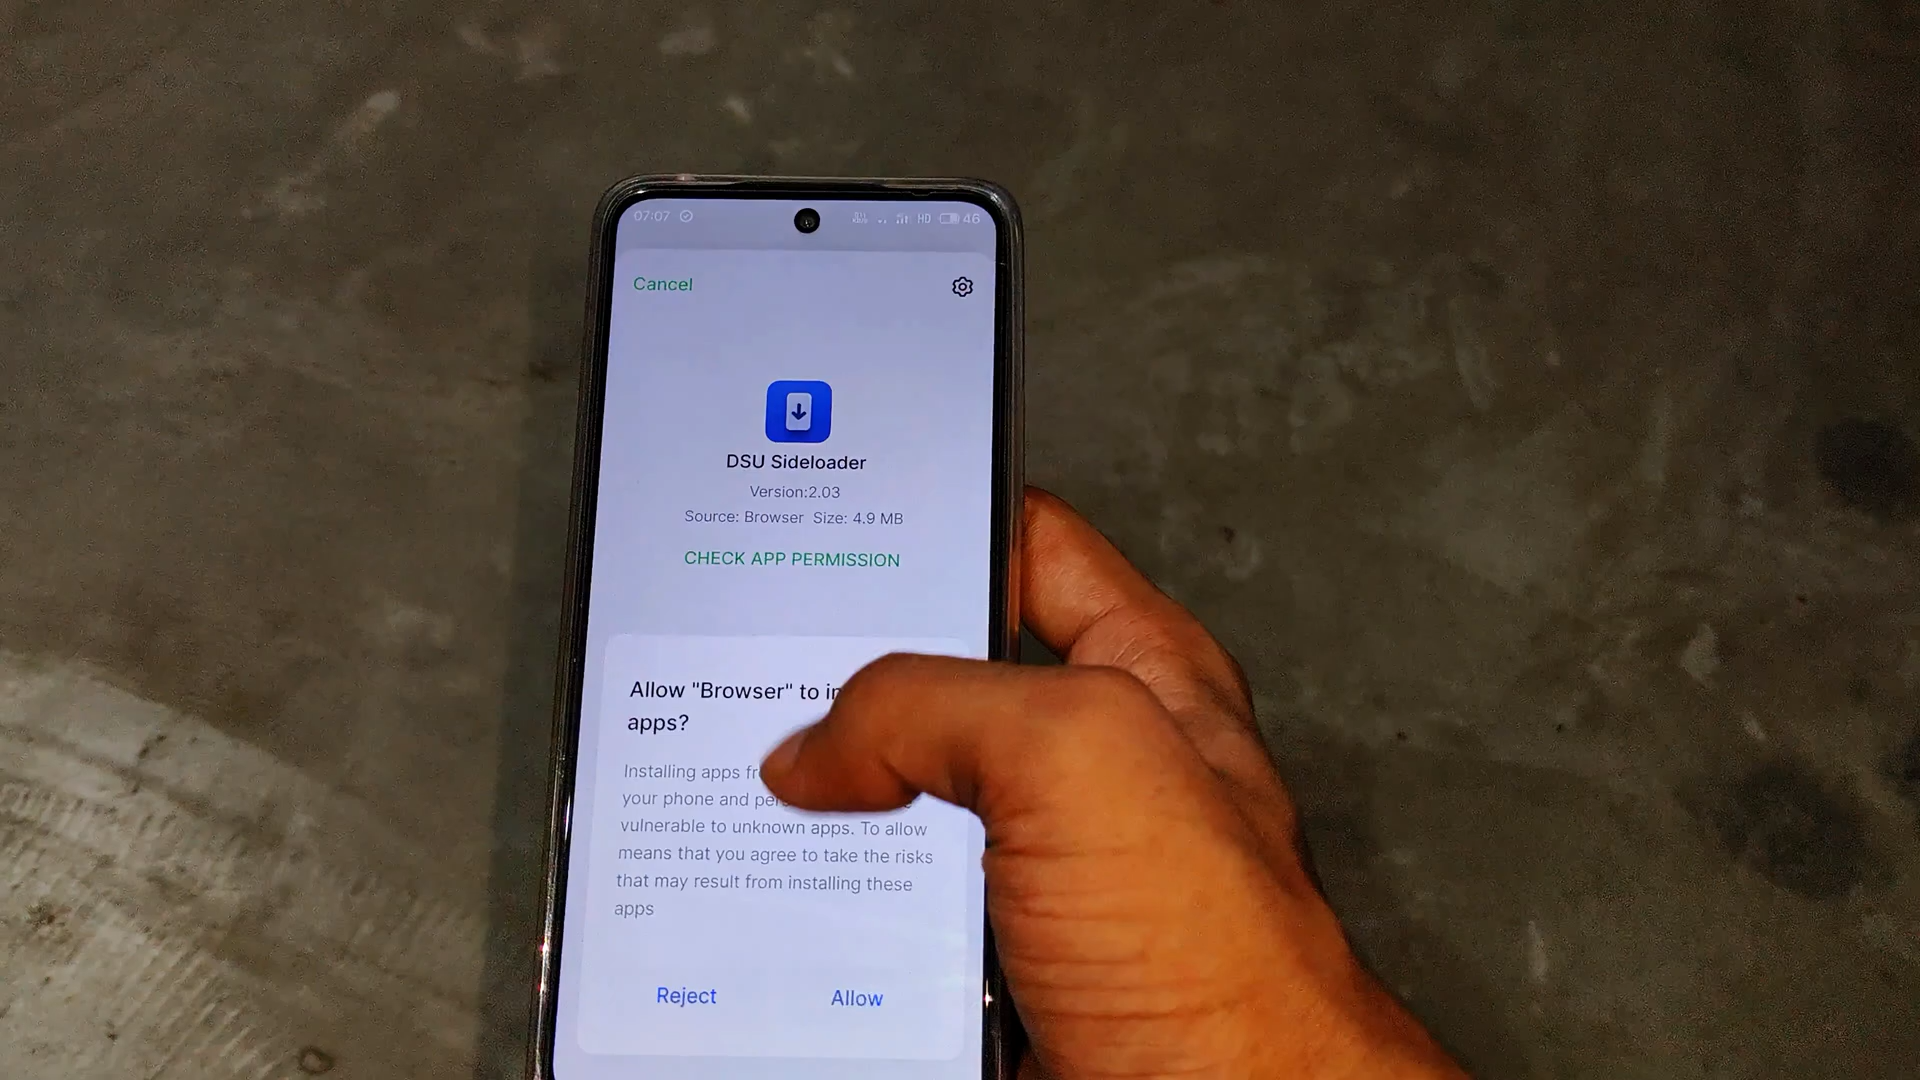 07:07 HD 46
Cancel
DSU Sideloader
Version:2.03
Source: Browser Size: 4.9 MB
CHECK APP PERMISSION
Allow "Browser" to
apps?
Installing apps
your phone and
vulnerable to unknown apps. To allow
means that you agree to take the risks
that may result from installing these
apps
Reject Allow